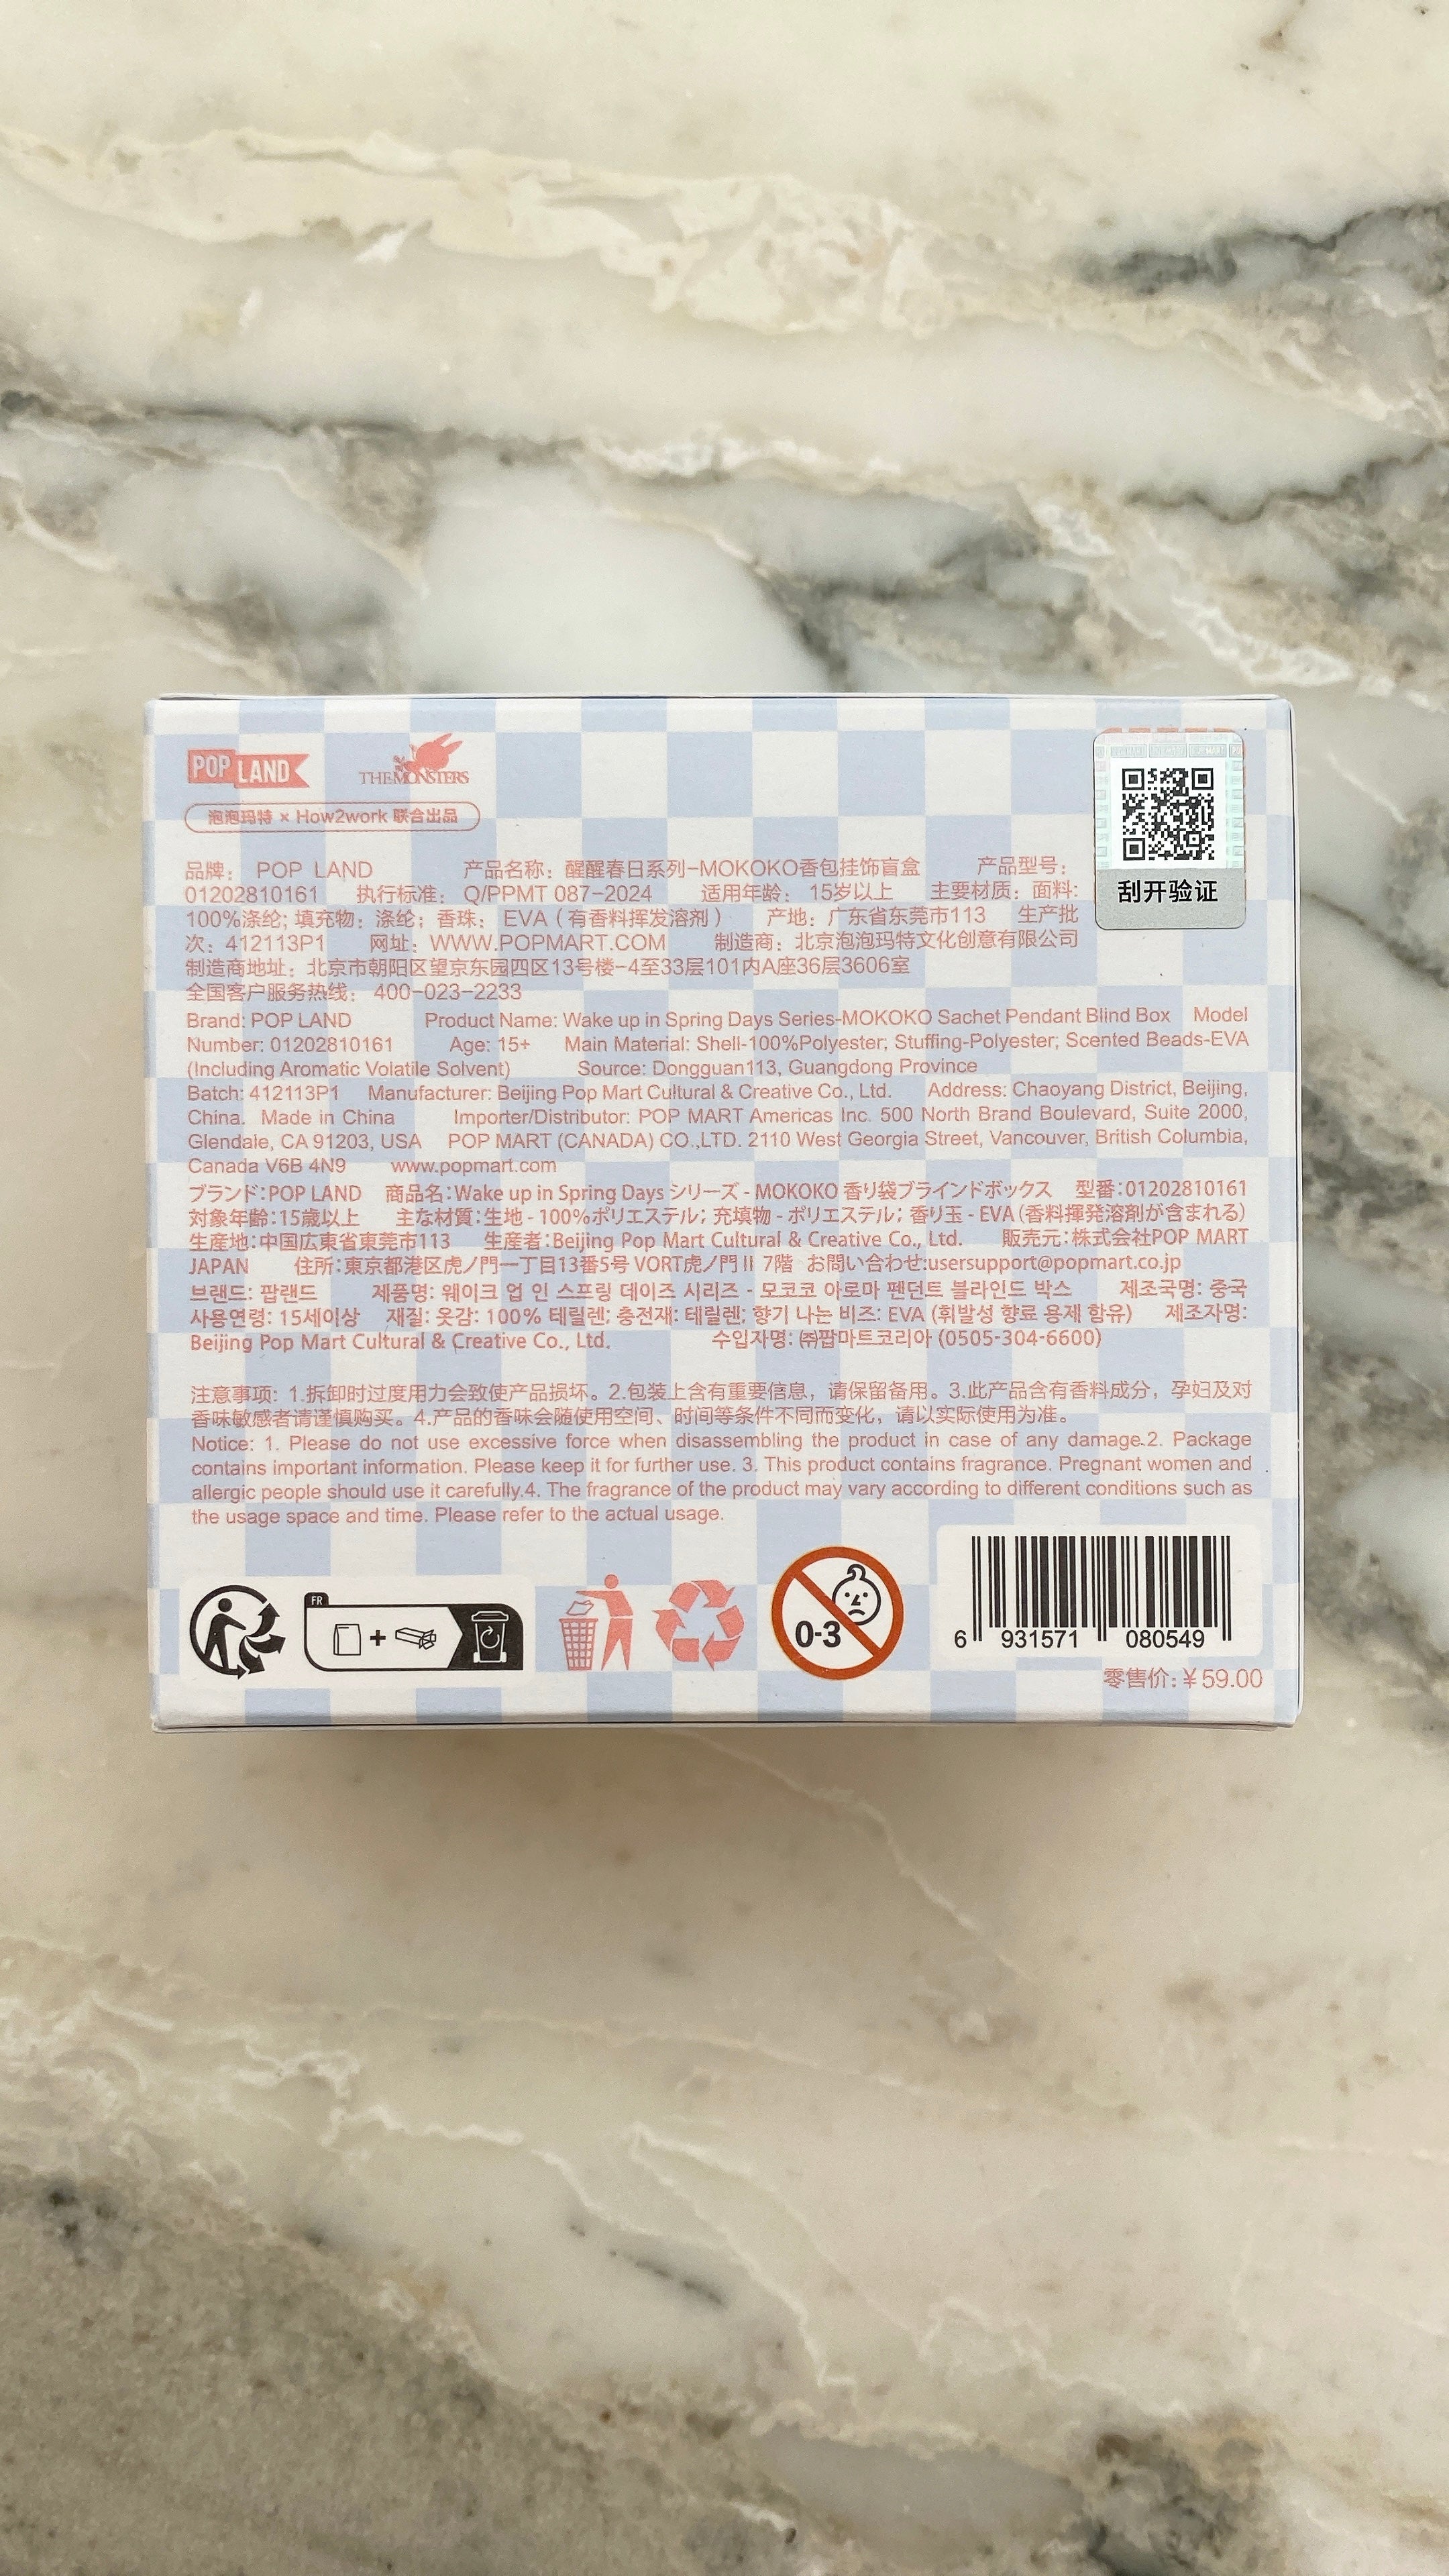 POP LAND
THE MONSTERS
泡泡玛特 × How2work 联合出品
刮开验证
品牌： POP LAND 产品名称：醒醒春日系列-MOKOKO香包挂饰盲盒 产品型号：
01202810161 执行标准： Q/PPMT 087-2024 适用年龄： 15岁以上 主要材质：面料:
100%涤纶; 填充物：涤纶；香珠： EVA（有香料挥发溶剂） 产地：广东省东莞市113 生产批
次：412113P1 网址：WWW.POPMART.COM 制造商：北京泡泡玛特文化创意有限公司
制造商地址：北京市朝阳区望京东园四区13号楼-4至33层101内A座36层3606室
全国客户服务热线： 400-023-2233
Brand: POP LAND Product Name: Wake up in Spring Days Series-MOKOKO Sachet Pendant Blind Box Model
Number: 01202810161 Age: 15+ Main Material: Shell-100%Polyester; Stuffing-Polyester; Scented Beads-EVA
(Including Aromatic Volatile Solvent) Source: Dongguan113, Guangdong Province
Batch: 412113P1 Manufacturer: Beijing Pop Mart Cultural & Creative Co., Ltd. Address: Chaoyang District, Beijing,
China. Made in China Importer/Distributor: POP MART Americas Inc. 500 North Brand Boulevard, Suite 2000,
Glendale, CA 91203, USA POP MART (CANADA) CO.,LTD. 2110 West Georgia Street, Vancouver, British Columbia,
Canada V6B 4N9 www.popmart.com
ブランド：POP LAND 商品名：Wake up in Spring Days シリーズ - MOKOKO 香り袋ブラインドボックス 型番：01202810161
対象年齢：15歳以上 主な材質：生地 - 100%ポリエステル；充填物 - ポリエステル；香り玉 - EVA（香料揮発溶剤が含まれる）
生産地：中国広東省東莞市113 生産者：Beijing Pop Mart Cultural & Creative Co., Ltd. 販売元：株式会社POP MART
JAPAN 住所：東京都港区虎ノ門一丁目13番5号 VORT虎ノ門 II 7階 お問い合わせ:usersupport@popmart.co.jp
브랜드: 팝랜드 제품명: 웨이크 업 인 스프링 데이즈 시리즈 - 모코코 아로마 펜던트 블라인드 박스 제조국명: 중국
사용연령: 15세이상 재질: 옷감: 100% 테릴렌; 충전재: 테릴렌; 향기 나는 비즈: EVA (휘발성 향료 용제 함유) 제조자명:
Beijing Pop Mart Cultural & Creative Co., Ltd. 수입자명: ㈜팝마트코리아 (0505-304-6600)
注意事项: 1.拆卸时过度用力会致使产品损坏。2.包装上含有重要信息，请保留备用。3.此产品含有香料成分，孕妇及对
香味敏感者请谨慎购买。4.产品的香味会随使用空间、时间等条件不同而变化，请以实际使用为准。
Notice: 1. Please do not use excessive force when disassembling the product in case of any damage.2. Package
contains important information. Please keep it for further use. 3. This product contains fragrance. Pregnant women and
allergic people should use it carefully.4. The fragrance of the product may vary according to different conditions such as
the usage space and time. Please refer to the actual usage.
FR
0-3
6 931571 080549
零售价:￥59.00